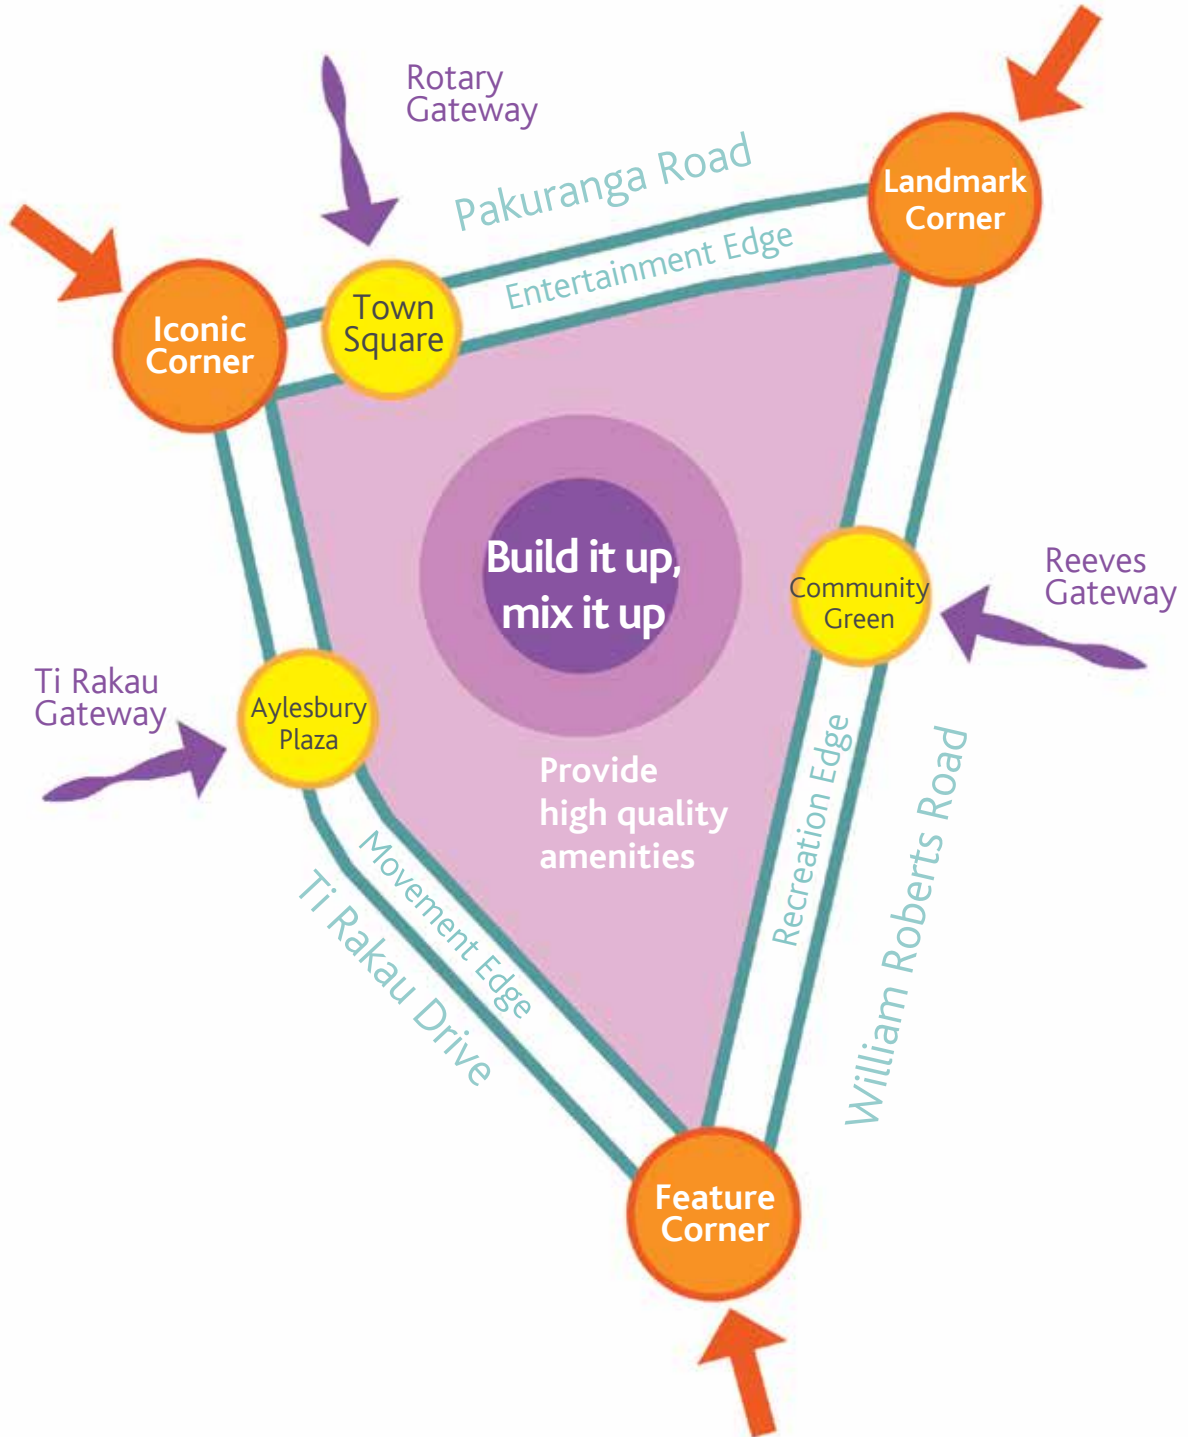 Rotary
Gateway
Pakuranga Road
Landmark
Corner
Entertainment Edge
Town
Square
Iconic
Corner
Build it up,
mix it up
Community
Green
Reeves
Gateway
Ti Rakau
Gateway
Aylesbury
Plaza
Provide
high quality
amenities
Recreation Edge
William Roberts Road
Movement Edge
Ti Rakau Drive
Feature
Corner